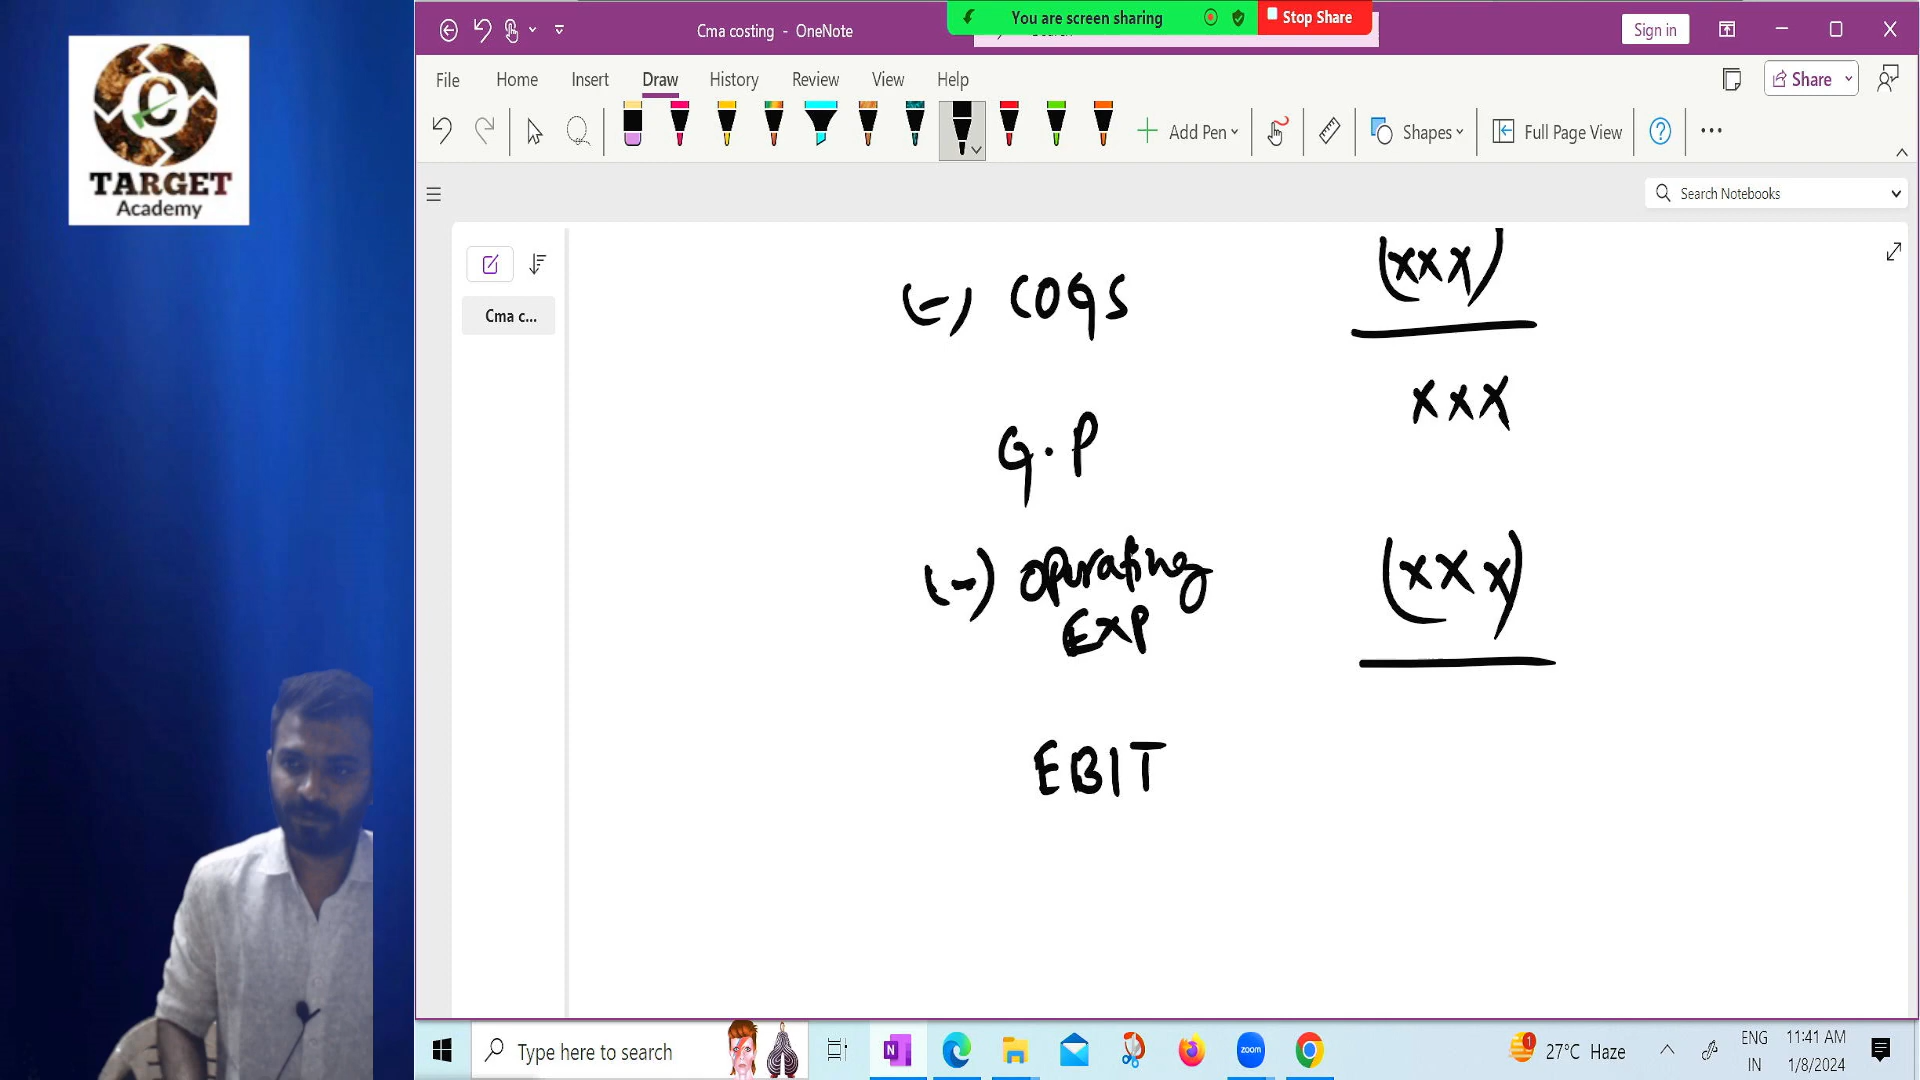 TARGET
Academy
Cma costing - OneNote
You are screen sharing
Stop Share
Sign in
File Home Insert Draw History Review View Help
Share
Add Pen
Shapes
Full Page View
Search Notebooks
Cma c...
(-) COGS (xxx)
G.P xxx
(-) operating (xxx)
EXP
EBIT
Type here to search
zoom
1
27°C Haze
ENG
IN
11:41 AM
1/8/2024